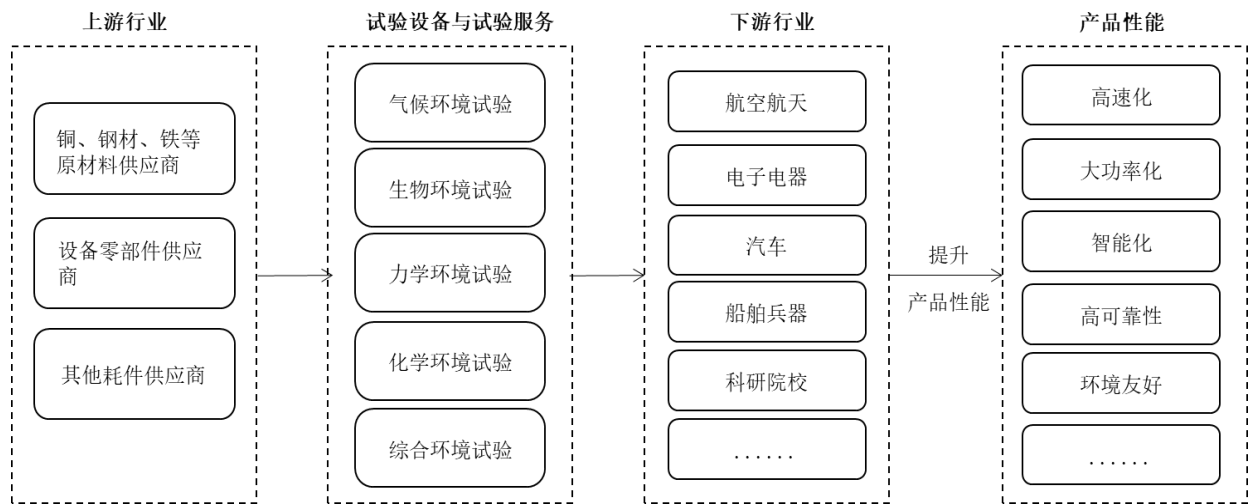 上游行业
铜、钢材、铁等
原材料供应商
设备零部件供应
商
其他耗件供应商
试验设备与试验服务
气候环境试验
生物环境试验
力学环境试验
化学环境试验
综合环境试验
下游行业
航空航天
电子电器
汽车
船舶兵器
科研院校
......
提升
产品性能
产品性能
高速化
大功率化
智能化
高可靠性
环境友好
......